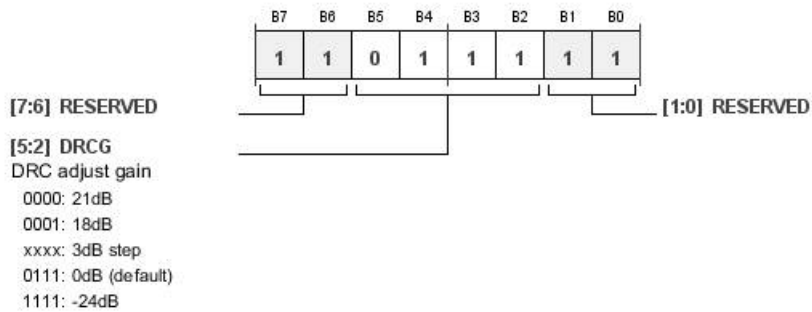 B7 B6 B5 B4 B3 B2 B1 B0
1 1 0 1 1 1 1 1
[7:6] RESERVED
[1:0] RESERVED
[5:2] DRCG
DRC adjust gain
0000: 21dB
0001: 18dB
xxxx: 3dB step
0111: 0dB (default)
1111: -24dB